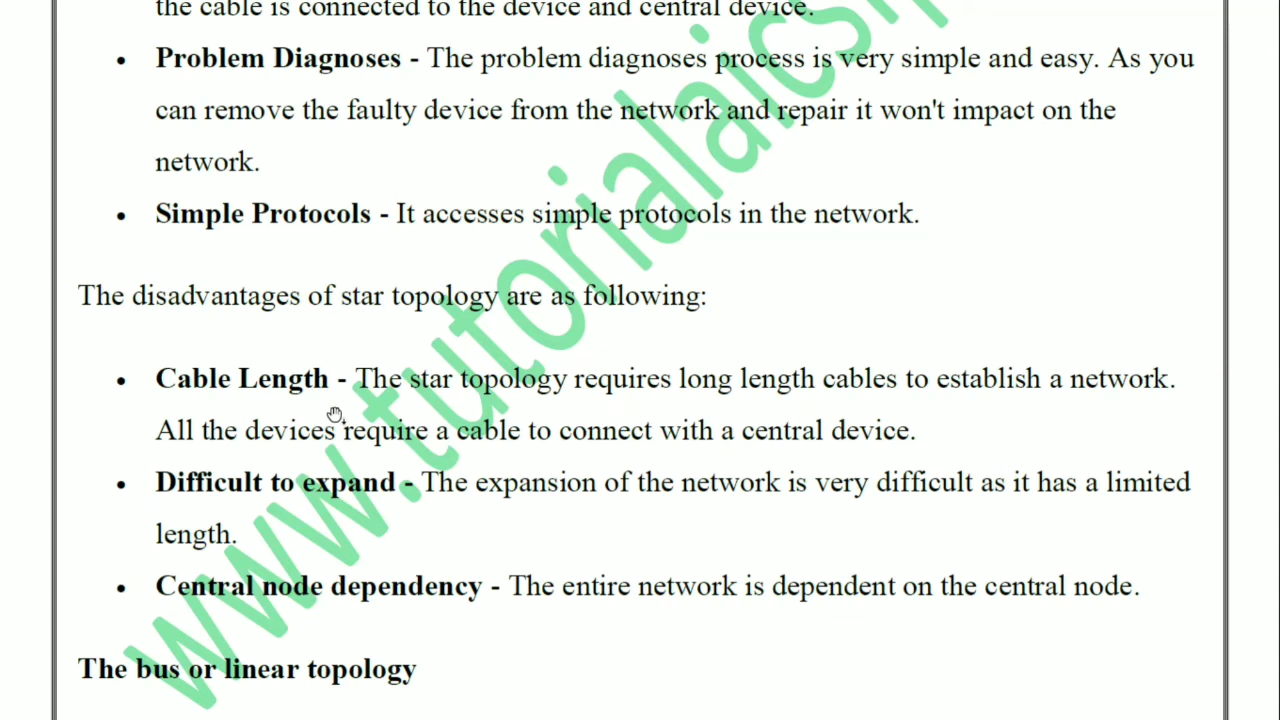 the cable is connected to the device and central device.
• Problem Diagnoses - The problem diagnoses process is very simple and easy. As you
can remove the faulty device from the network and repair it won't impact on the
network.
• Simple Protocols - It accesses simple protocols in the network.
The disadvantages of star topology are as following:
• Cable Length - The star topology requires long length cables to establish a network.
All the devices require a cable to connect with a central device.
• Difficult to expand - The expansion of the network is very difficult as it has a limited
length.
• Central node dependency - The entire network is dependent on the central node.
The bus or linear topology
www.tutorialaicsip